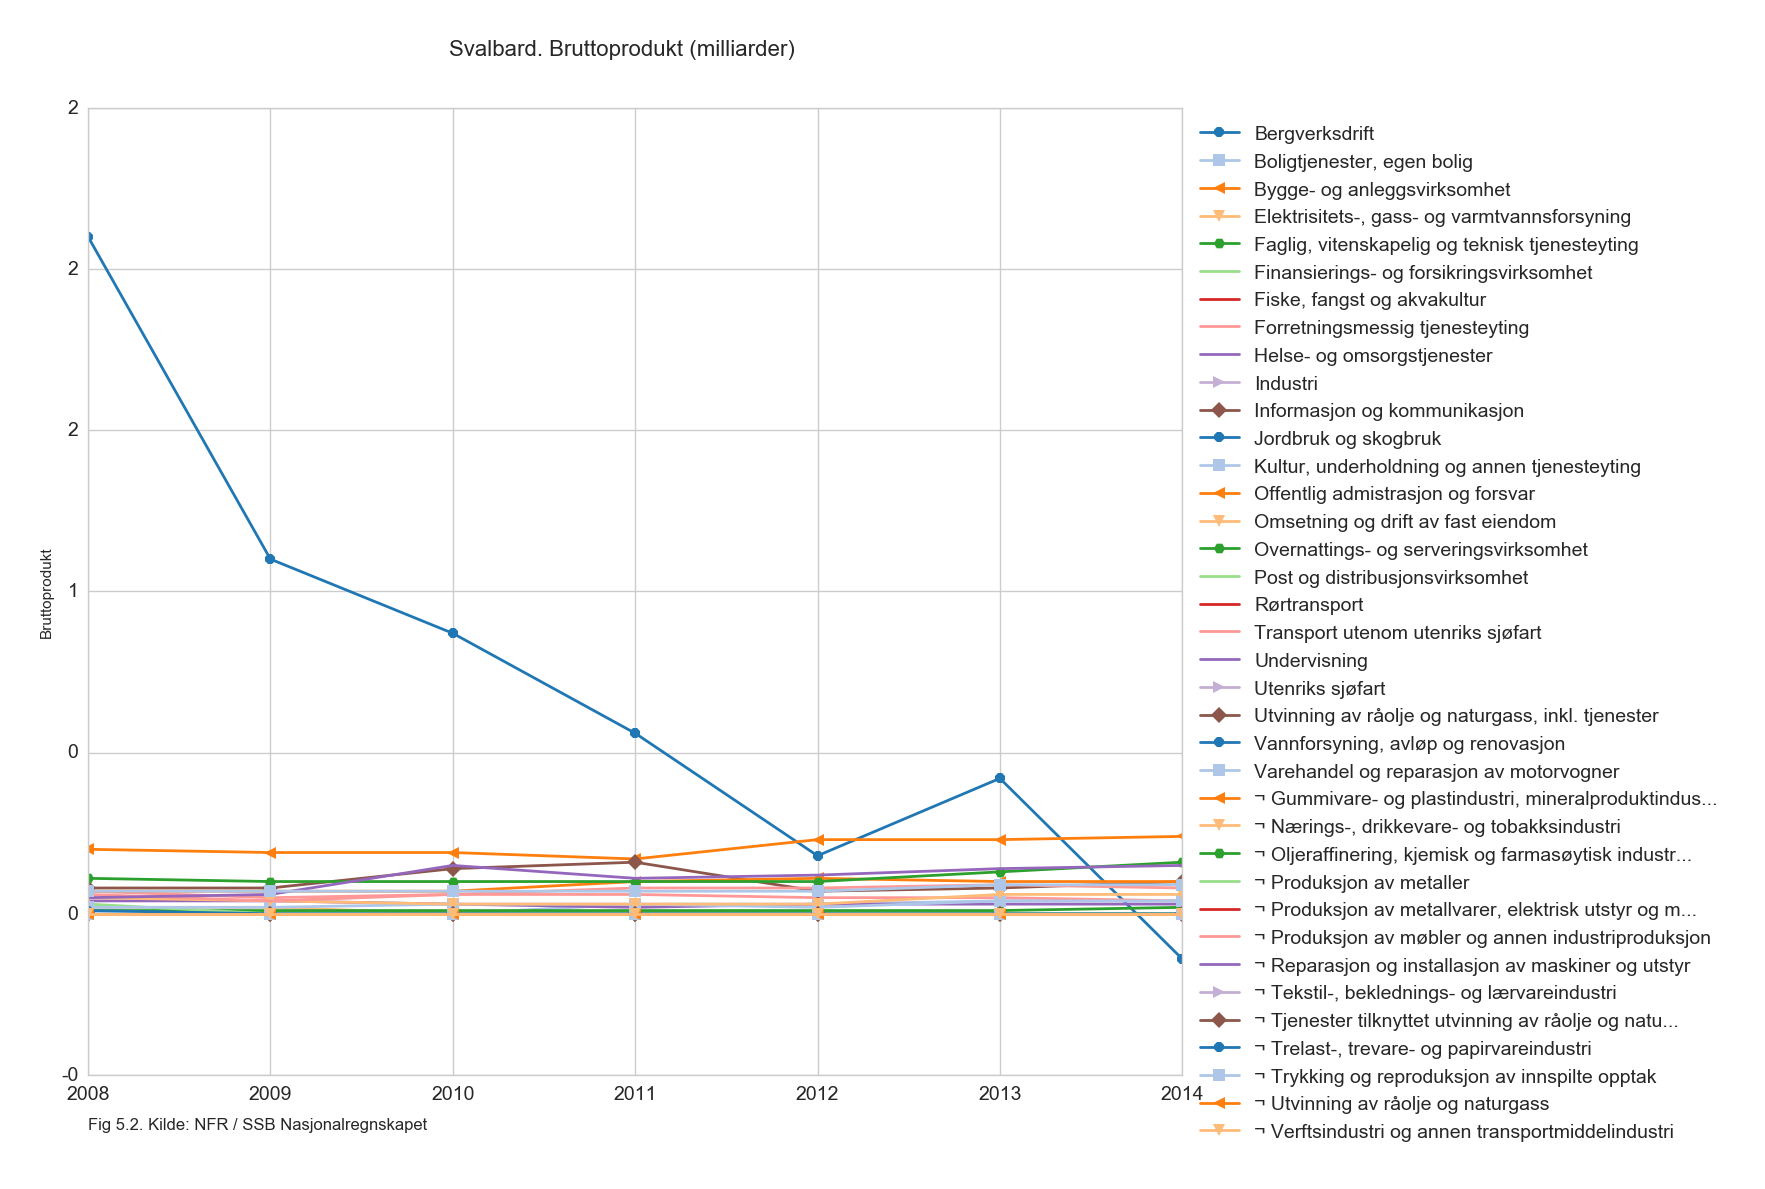 Svalbard. Bruttoprodukt (milliarder)
2
2
2
1
0
0
-0
Bruttoprodukt
2008
2009
2010
2011
2012
2013
2014
Bergverksdrift
Boligtjenester, egen bolig
Bygge- og anleggsvirksomhet
Elektrisitets-, gass- og varmtvannsforsyning
Faglig, vitenskapelig og teknisk tjenesteyting
Finansierings- og forsikringsvirksomhet
Fiske, fangst og akvakultur
Forretningsmessig tjenesteyting
Helse- og omsorgstjenester
Industri
Informasjon og kommunikasjon
Jordbruk og skogbruk
Kultur, underholdning og annen tjenesteyting
Offentlig admistrasjon og forsvar
Omsetning og drift av fast eiendom
Overnattings- og serveringsvirksomhet
Post og distribusjonsvirksomhet
Rørtransport
Transport utenom utenriks sjøfart
Undervisning
Utenriks sjøfart
Utvinning av råolje og naturgass, inkl. tjenester
Vannforsyning, avløp og renovasjon
Varehandel og reparasjon av motorvogner
¬ Gummivare- og plastindustri, mineralproduktindus...
¬ Nærings-, drikkevare- og tobakksindustri
¬ Oljeraffinering, kjemisk og farmasøytisk industr...
¬ Produksjon av metaller
¬ Produksjon av metallvarer, elektrisk utstyr og m...
¬ Produksjon av møbler og annen industriproduksjon
¬ Reparasjon og installasjon av maskiner og utstyr
¬ Tekstil-, beklednings- og lærvareindustri
¬ Tjenester tilknyttet utvinning av råolje og natu...
¬ Trelast-, trevare- og papirvareindustri
¬ Trykking og reproduksjon av innspilte opptak
¬ Utvinning av råolje og naturgass
¬ Verftsindustri og annen transportmiddelindustri
Fig 5.2. Kilde: NFR / SSB Nasjonalregnskapet